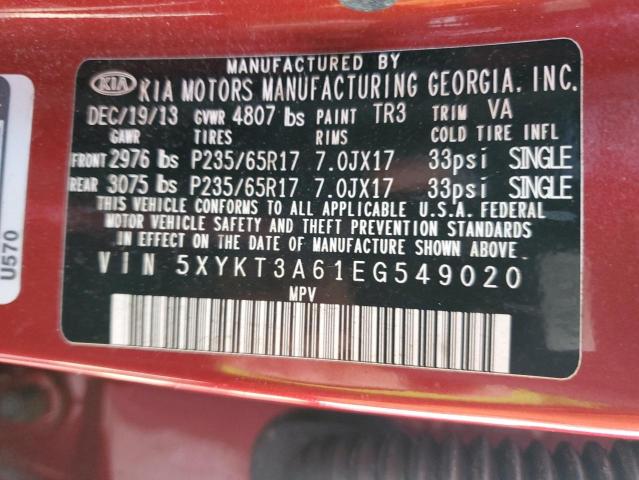 MANUFACTURED BY
KIA KIA MOTORS MANUFACTURING GEORGIA, INC.
DEC/19/13 GVWR 4807 lbs PAINT TR3 TRIM VA
GAWR TIRES RIMS COLD TIRE INFL
FRONT 2976 lbs P235/65R17 7.0JX17 33psi SINGLE
REAR 3075 lbs P235/65R17 7.0JX17 33psi SINGLE
THIS VEHICLE CONFORMS TO ALL APPLICABLE U.S.A. FEDERAL
MOTOR VEHICLE SAFETY AND THEFT PREVENTION STANDARDS
IN EFFECT ON THE DATE OF MANUFACTURE SHOWN ABOVE.
VIN 5XYKT3A61EG549020
MPV
U570